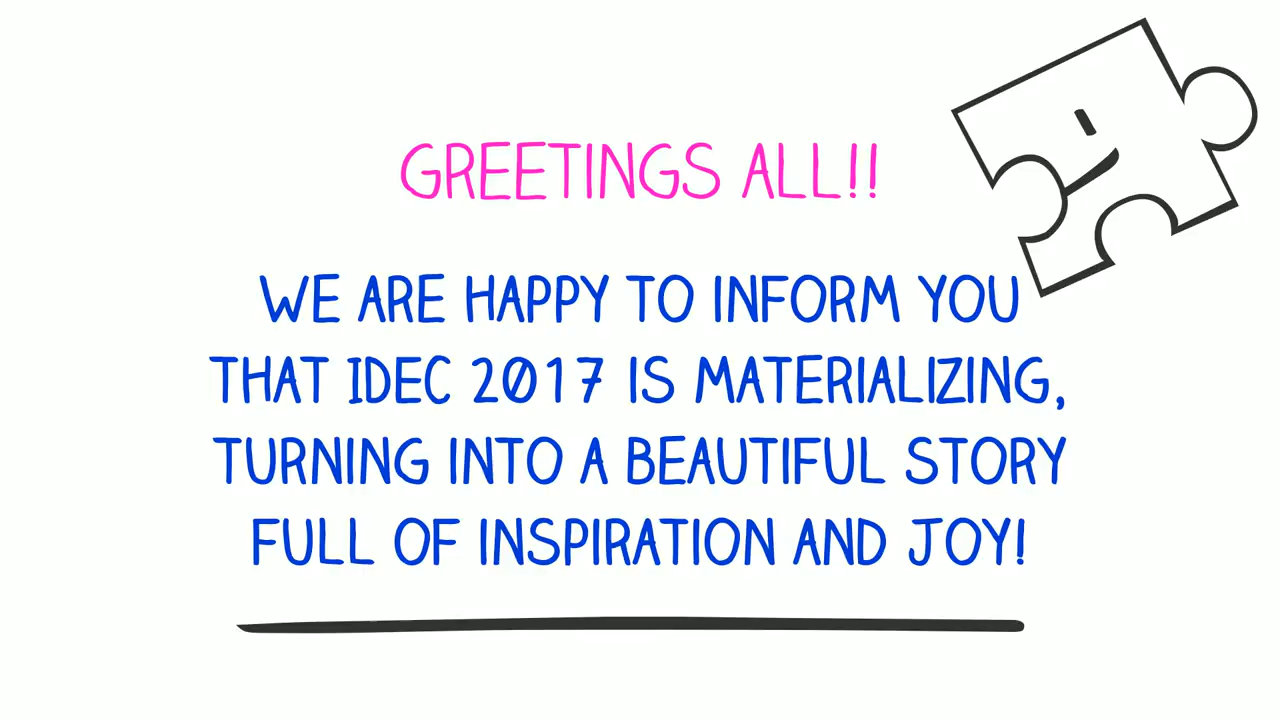 GREETINGS ALL!!
WE ARE HAPPY TO INFORM YOU
THAT IDEC 2017 IS MATERIALIZING,
TURNING INTO A BEAUTIFUL STORY
FULL OF INSPIRATION AND JOY!